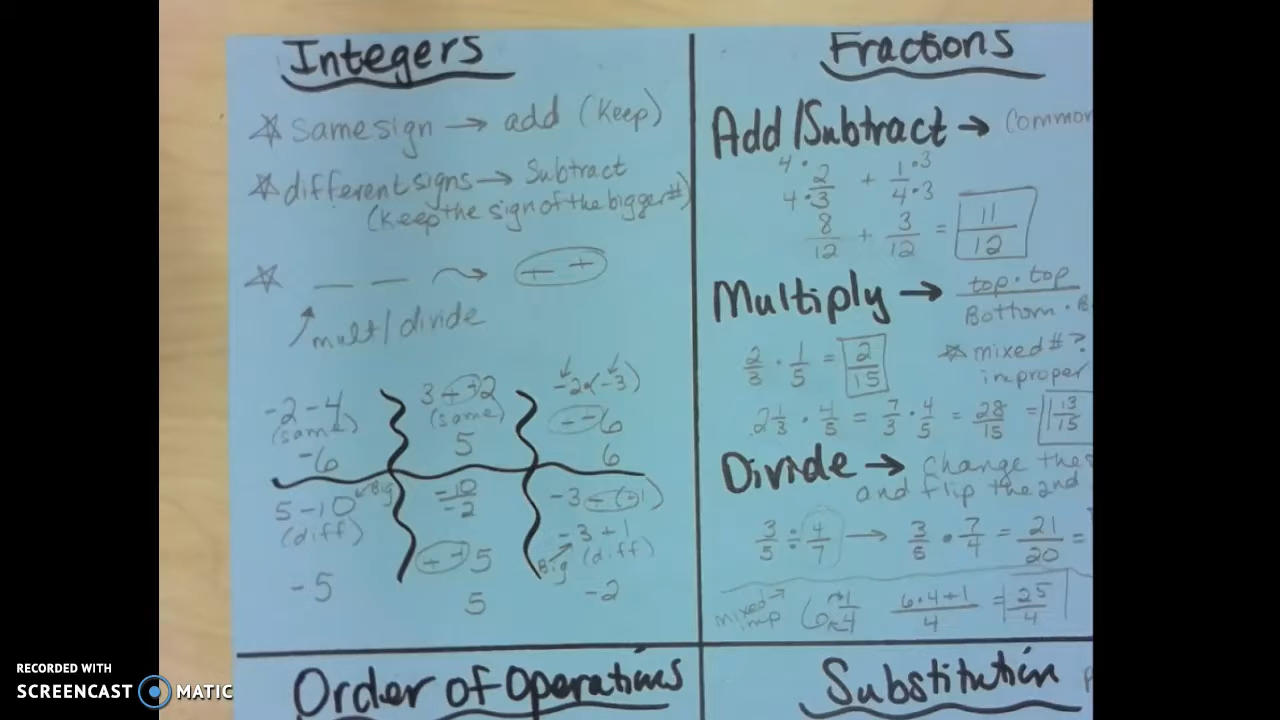 Integers
☆ same sign → add (keep)
☆ different signs → Subtract
(Keep the sign of the bigger #)
☆ — — → + +
mult/divide
-2-4
(same)
-6
3 + +2
(same)
5
-2•(-3)
6
6
5-10 ← Big
(diff)
-5
-10/-2
5
5
-3 - (-1)
-3 + 1
Big (diff)
-2
Fractions
Add/Subtract → Common
4 • 2/4 • 3 + 1 • 3/4 • 3
8/12 + 3/12 = 11/12
Multiply → top • top
Bottom • B
2/3 • 1/5 = 2/15
☆ mixed #?
improper
2 1/3 • 4/5 = 7/3 • 4/5 = 28/15 = 1 13/15
Divide → Change the
and flip the 2nd
3/5 ÷ 4/7 → 3/5 • 7/4 = 21/20 =
mixed →
imp
6 1/4 6•4+1/4 = 25/4
Order of Operations
Substitution
RECORDED WITH
SCREENCAST MATIC